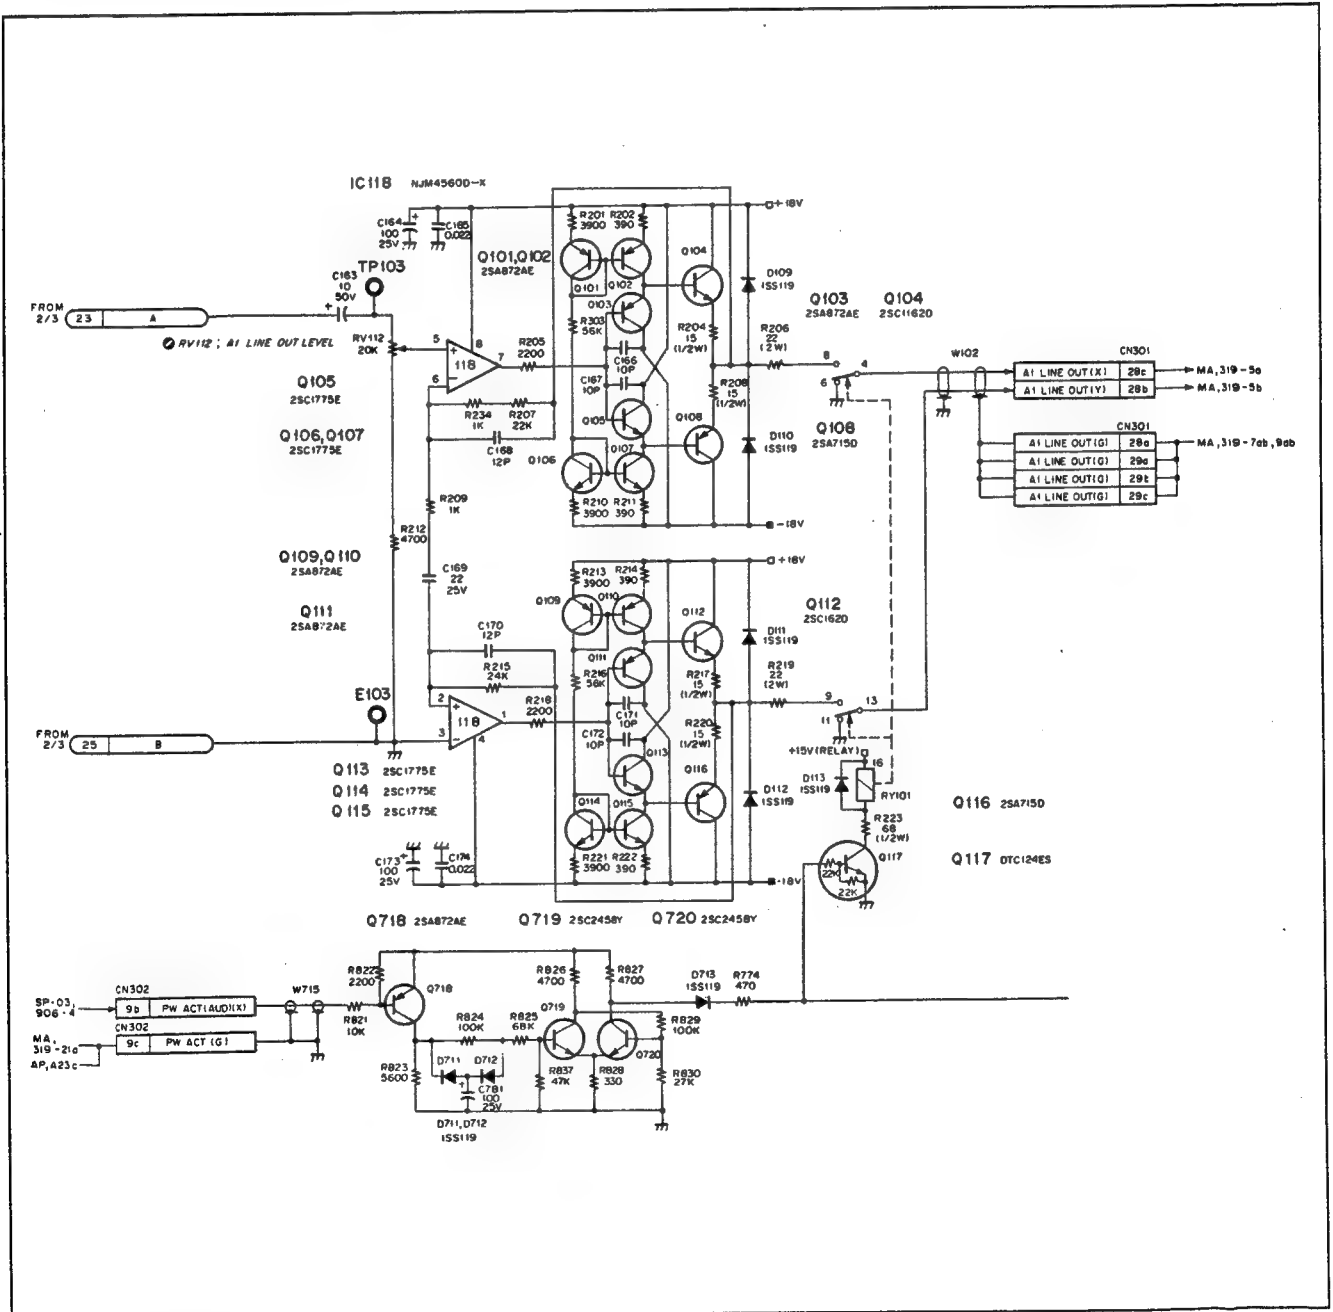 IC118 NJM4560D-X
C164
100
25V
C165
0.022
R201
3900
R202
390
+18V
Q101,Q102
2SA872AE
Q101
Q102
Q104
D109
1SS119
TP103
C163
10
50V
Q103
Q103
2SA872AE
Q104
2SC1162D
FROM
2/3
23
A
RV112 ; A1 LINE OUT LEVEL
RV112
20K
5
6
8
7
118
R205
2200
R303
56K
C166
10P
C167
10P
R204
15
(1/2W)
R206
22
(2W)
8
4
6
W102
CN301
A1 LINE OUT(X) 28c MA,319-5a
A1 LINE OUT(Y) 28b MA,319-5b
Q105
2SC1775E
R234
1K
R207
22K
Q105
R208
15
(1/2W)
Q108
Q108
2SA715D
CN301
A1 LINE OUT(G) 28a MA,319-7ab,9ab
A1 LINE OUT(G) 29a
A1 LINE OUT(G) 29b
A1 LINE OUT(G) 29c
Q106,Q107
2SC1775E
C168
12P
Q106
Q107
D110
1SS119
R209
1K
R210
3900
R211
390
-18V
R212
4700
Q109,Q110
2SA872AE
C169
22
25V
R213
3900
R214
390
+18V
Q109
Q110
Q112
Q111
2SA872AE
Q112
2SC162D
D111
1SS119
C170
12P
R215
24K
Q111
R216
56K
R217
15
(1/2W)
R219
22
(2W)
E103
2
3
4
1
118
R218
2200
C171
10P
C172
10P
R220
15
(1/2W)
9
13
11
FROM
2/3
25
B
+15V(RELAY)
16
Q113 2SC1775E
Q114 2SC1775E
Q115 2SC1775E
Q113
Q116
D112
1SS119
D113
1SS119
RY101
Q116 2SA715D
Q114
Q115
R223
68
(1/2W)
Q117
22K
22K
Q117 DTC124ES
C173
100
25V
C174
0.022
R221
3900
R222
390
-18V
Q718 2SA872AE
Q719 2SC2458Y
Q720 2SC2458Y
R822
2200
Q718
R826
4700
R827
4700
D713
1SS119
R774
470
SP-03,
906-4
CN302
9b PW ACT(AUD)(X)
W715
R821
10K
R824
100K
R825
68K
Q719
Q720
R829
100K
MA,
319-21a
AP,A23c
CN302
9c PW ACT (G)
R823
5600
D711
D712
C781
100
25V
R837
47K
R828
330
R830
27K
D711,D712
1SS119